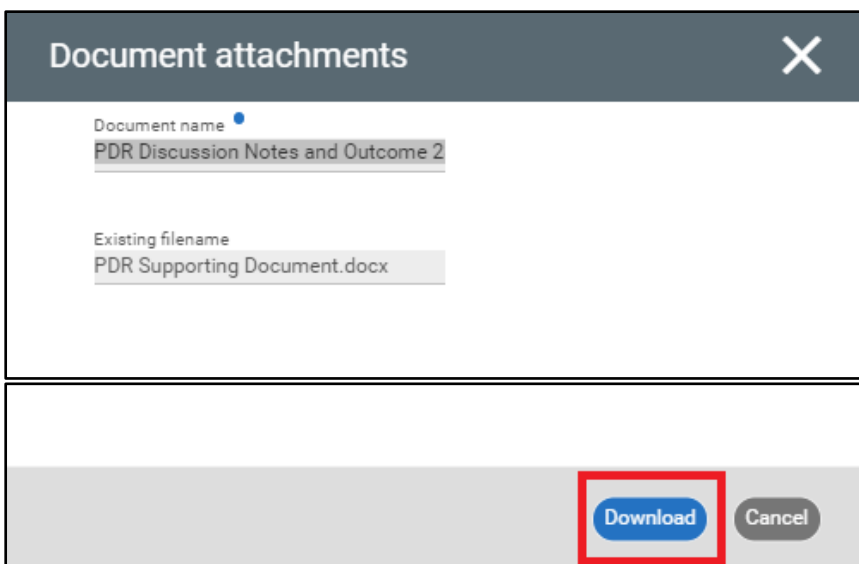 Document attachments
Document name
PDR Discussion Notes and Outcome 2
Existing filename
PDR Supporting Document.docx
Download Cancel